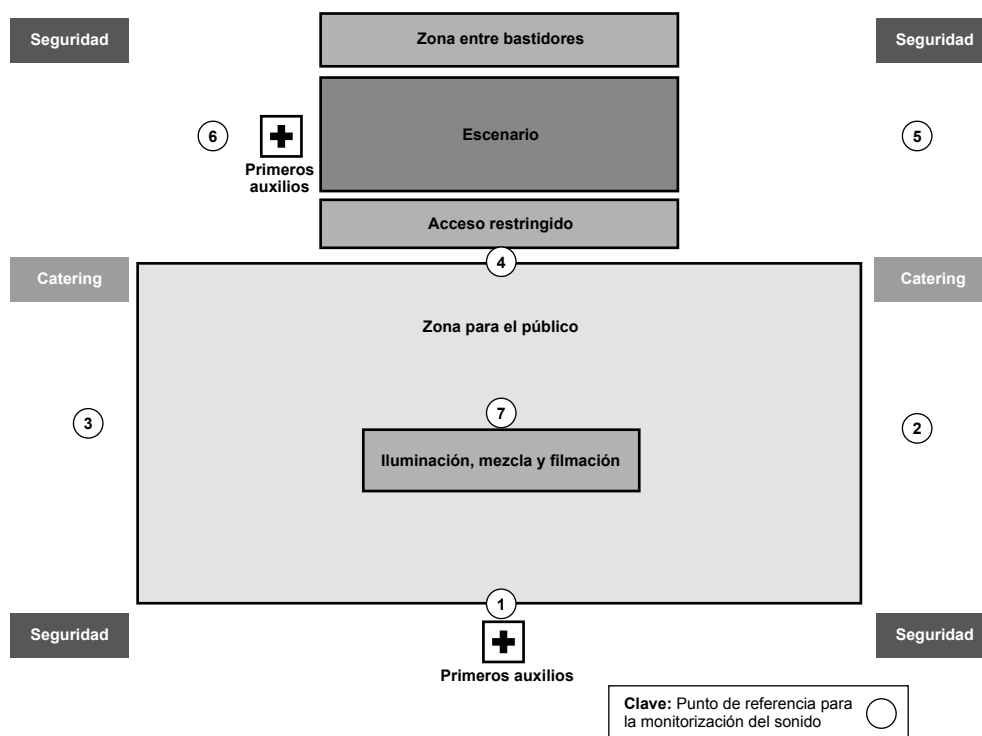 Seguridad
Zona entre bastidores
Seguridad
6
Primeros
auxilios
Escenario
5
Acceso restringido
4
Catering
Catering
Zona para el público
3
7
2
Iluminación, mezcla y filmación
1
Seguridad
Seguridad
Primeros auxilios
Clave: Punto de referencia para
la monitorización del sonido